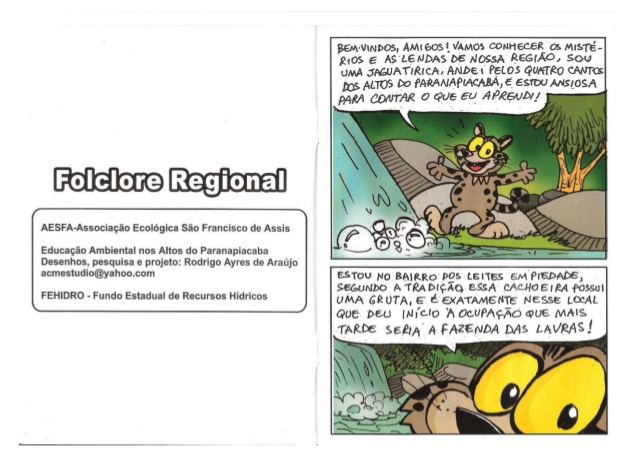 Folclore Regional
AESFA-Associação Ecológica São Francisco de Assis
Educação Ambiental nos Altos do Paranapiacaba
Desenhos, pesquisa e projeto: Rodrigo Ayres de Araújo
acmestudio@yahoo.com
FEHIDRO - Fundo Estadual de Recursos Hídricos
BEM-VINDOS, AMIGOS! VAMOS CONHECER OS MISTÉ-
RIOS E AS LENDAS DE NOSSA REGIÃO, SOU
UMA JAGUATIRICA, ANDEI PELOS QUATRO CANTOS
DOS ALTOS DO PARANAPIACABA, E ESTOU ANSIOSA
PARA CONTAR O QUE EU APRENDI!
ESTOU NO BAIRRO DOS LEITES EM PIEDADE,
SEGUNDO A TRADIÇÃO, ESSA CACHOEIRA POSSUI
UMA GRUTA, E É EXATAMENTE NESSE LOCAL
QUE DEU INÍCIO À OCUPAÇÃO QUE MAIS
TARDE SERIA A FAZENDA DAS LAVRAS!